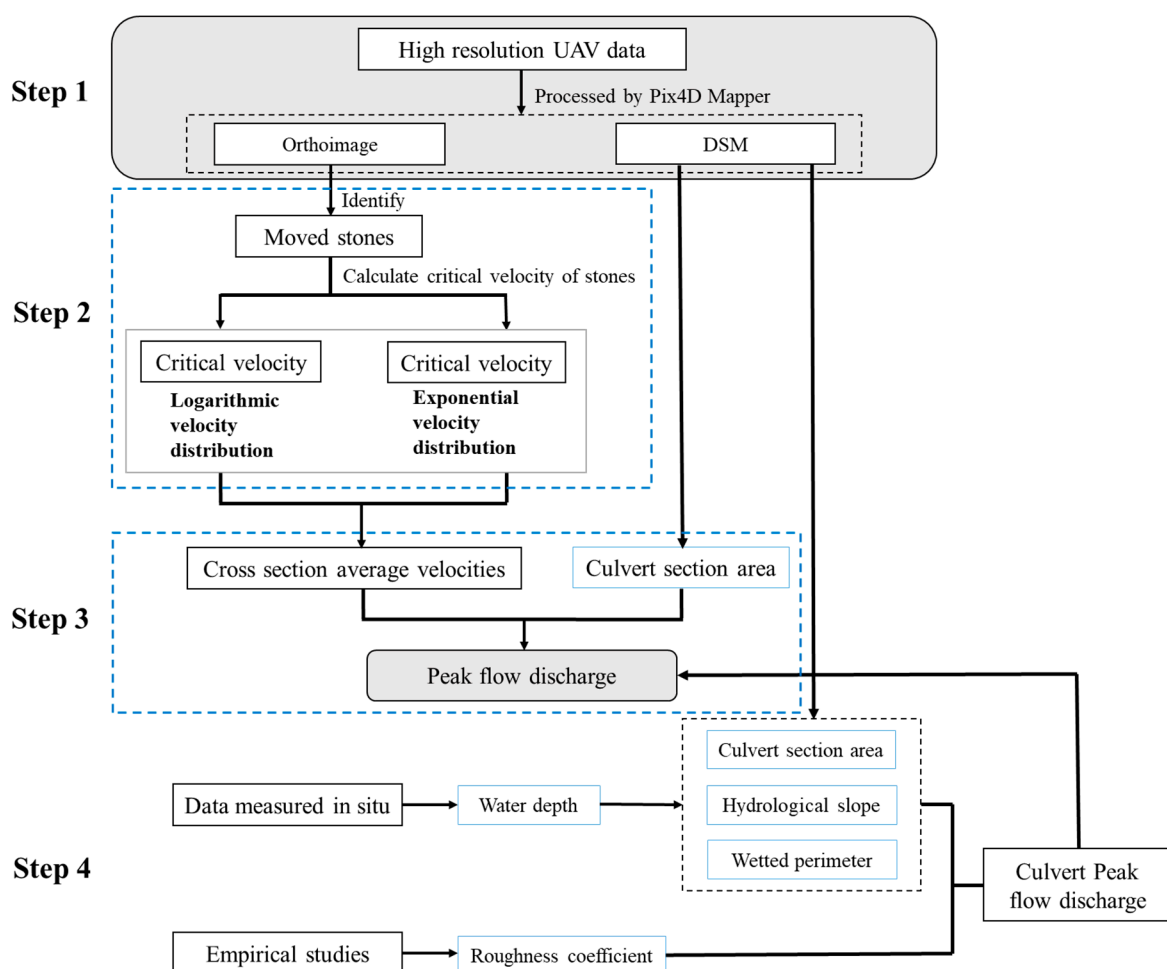 High resolution UAV data
Step 1
Processed by Pix4D Mapper
Orthoimage
DSM
Identify
Moved stones
Calculate critical velocity of stones
Step 2
Critical velocity
Logarithmic
velocity
distribution
Critical velocity
Exponential
velocity
distribution
Cross section average velocities
Culvert section area
Step 3
Peak flow discharge
Culvert section area
Data measured in situ
Water depth
Hydrological slope
Wetted perimeter
Step 4
Culvert Peak
flow discharge
Empirical studies
Roughness coefficient